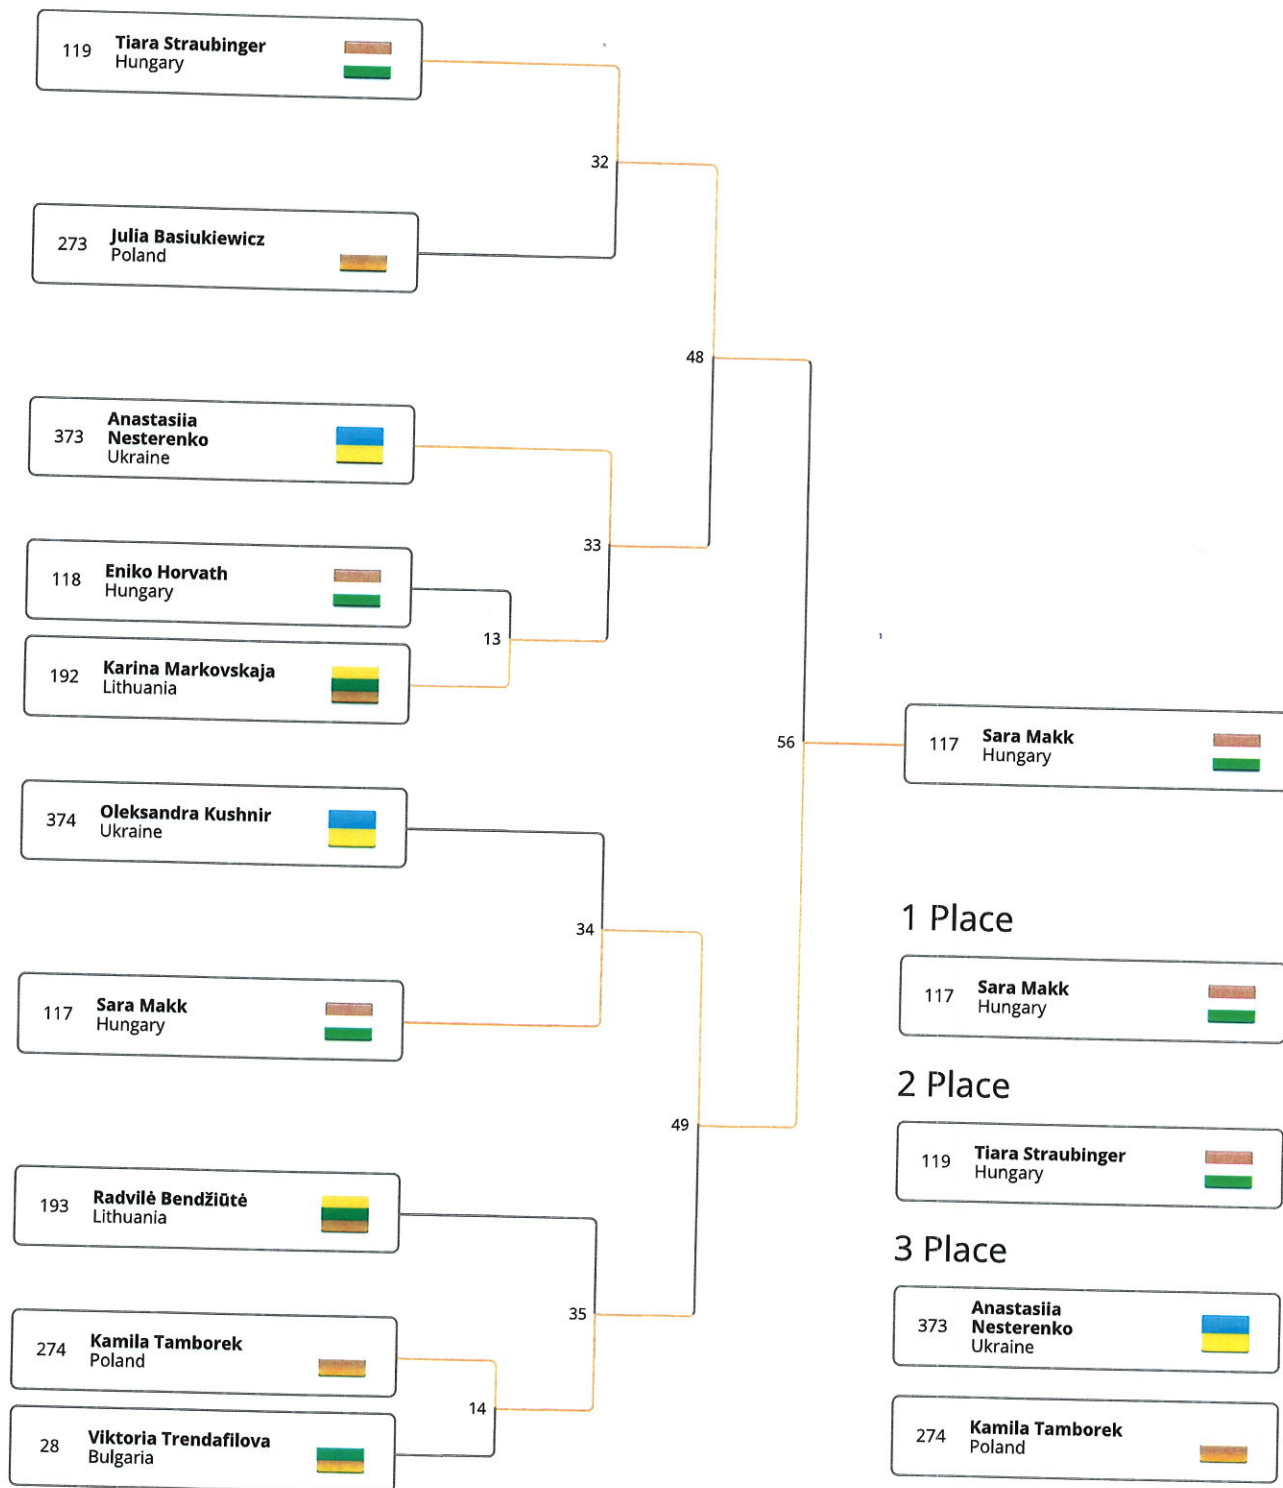 119 Tiara Straubinger
Hungary
32
273 Julia Basiukiewicz
Poland
48
373 Anastasiia
Nesterenko
Ukraine
33
118 Eniko Horvath
Hungary
13
192 Karina Markovskaja
Lithuania
56
117 Sara Makk
Hungary
374 Oleksandra Kushnir
Ukraine
34
117 Sara Makk
Hungary
49
193 Radvilė Bendžiūtė
Lithuania
35
274 Kamila Tamborek
Poland
14
28 Viktoria Trendafilova
Bulgaria
1 Place
117 Sara Makk
Hungary
2 Place
119 Tiara Straubinger
Hungary
3 Place
373 Anastasiia
Nesterenko
Ukraine
274 Kamila Tamborek
Poland